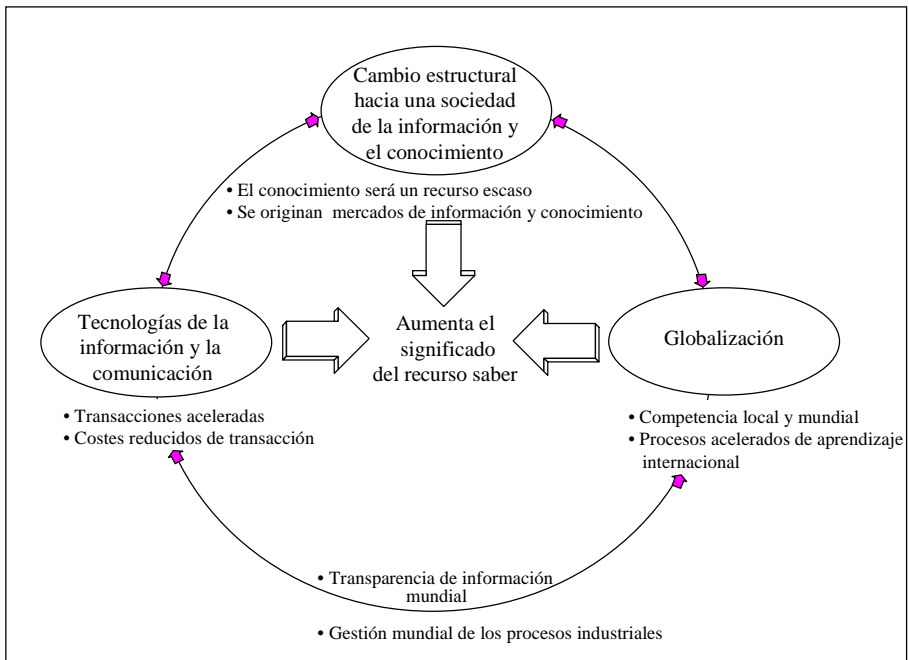 Cambio estructural
hacia una sociedad
de la información y
el conocimiento
• El conocimiento será un recurso escaso
• Se originan mercados de información y conocimiento
Tecnologías de la
información y la
comunicación
Aumenta el
significado
del recurso saber
Globalización
• Transacciones aceleradas
• Costes reducidos de transacción
• Competencia local y mundial
• Procesos acelerados de aprendizaje
internacional
• Transparencia de información
mundial
• Gestión mundial de los procesos industriales